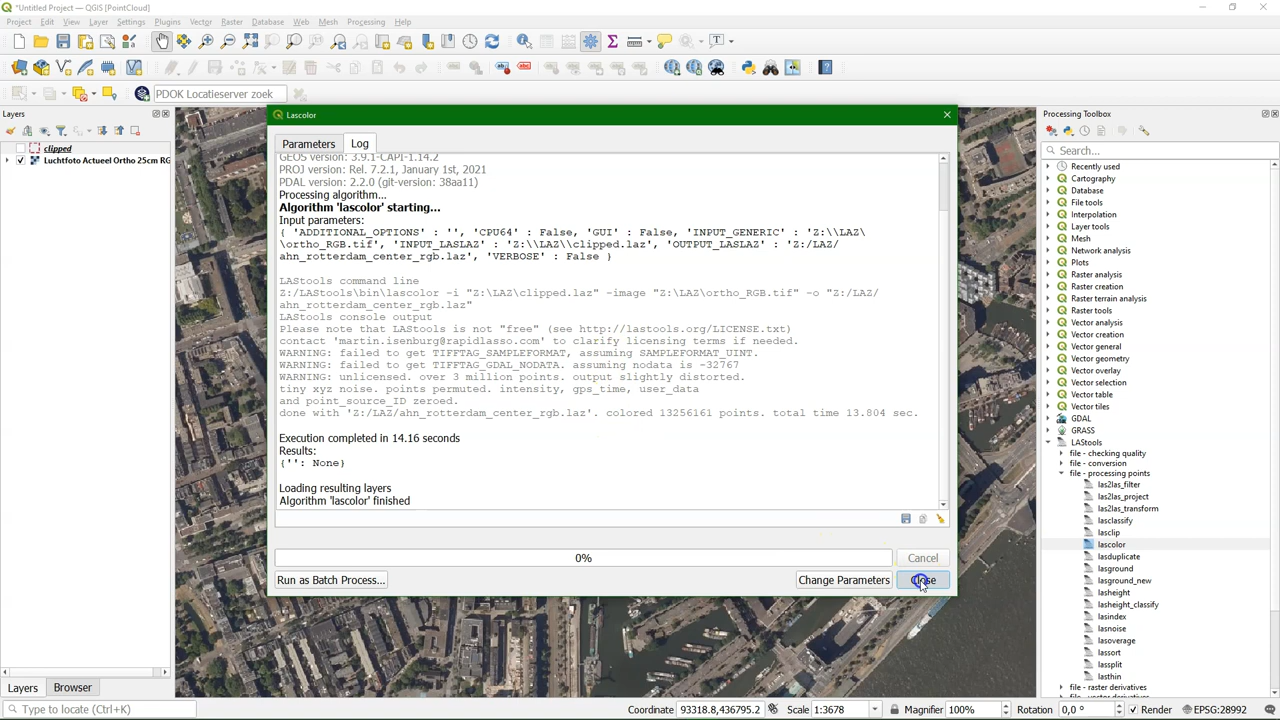 *Untitled Project — QGIS [PointCloud]
Project Edit View Layer Settings Plugins Vector Raster Database Web Mesh Processing Help
PDOK Locatieserver zoek
Layers
clipped
Luchtfoto Actueel Ortho 25cm RG
Layers Browser
Type to locate (Ctrl+K)
Lascolor
Parameters Log
GEOS version: 3.9.1-CAPI-1.14.2
PROJ version: Rel. 7.2.1, January 1st, 2021
PDAL version: 2.2.0 (git-version: 38aa11)
Processing algorithm...
Algorithm 'lascolor' starting...
Input parameters:
{ 'ADDITIONAL_OPTIONS' : '', 'CPU64' : False, 'GUI' : False, 'INPUT_GENERIC' : 'Z:\\LAZ\
\ortho_RGB.tif', 'INPUT_LASLAZ' : 'Z:\\LAZ\\clipped.laz', 'OUTPUT_LASLAZ' : 'Z:/LAZ/
ahn_rotterdam_center_rgb.laz', 'VERBOSE' : False }
LAStools command line
Z:/LAStools\bin\lascolor -i "Z:\LAZ\clipped.laz" -image "Z:\LAZ\ortho_RGB.tif" -o "Z:/LAZ/
ahn_rotterdam_center_rgb.laz"
LAStools console output
Please note that LAStools is not "free" (see http://lastools.org/LICENSE.txt)
contact 'martin.isenburg@rapidlasso.com' to clarify licensing terms if needed.
WARNING: failed to get TIFFTAG_SAMPLEFORMAT, assuming SAMPLEFORMAT_UINT.
WARNING: failed to get TIFFTAG_GDAL_NODATA. assuming nodata is -32767
WARNING: unlicensed. over 3 million points. output slightly distorted.
tiny xyz noise. points permuted. intensity, gps_time, user_data
and point_source_ID zeroed.
done with 'Z:/LAZ/ahn_rotterdam_center_rgb.laz'. colored 13256161 points. total time 13.804 sec.
Execution completed in 14.16 seconds
Results:
{'': None}
Loading resulting layers
Algorithm 'lascolor' finished
0%
Cancel
Run as Batch Process...
Change Parameters
Close
Processing Toolbox
Search...
Recently used
Cartography
Database
File tools
Interpolation
Layer tools
Mesh
Network analysis
Plots
Raster analysis
Raster creation
Raster terrain analysis
Raster tools
Vector analysis
Vector creation
Vector general
Vector geometry
Vector overlay
Vector selection
Vector table
Vector tiles
GDAL
GRASS
LAStools
file - checking quality
file - conversion
file - processing points
las2las_filter
las2las_project
las2las_transform
lasclassify
lasclip
lascolor
lasduplicate
lasground
lasground_new
lasheight
lasheight_classify
lasindex
lasnoise
lasoverage
lassort
lassplit
lasthin
file - raster derivatives
Coordinate 93318.8,436795.2 Scale 1:3678 Magnifier 100% Rotation 0,0 ° Render EPSG:28992